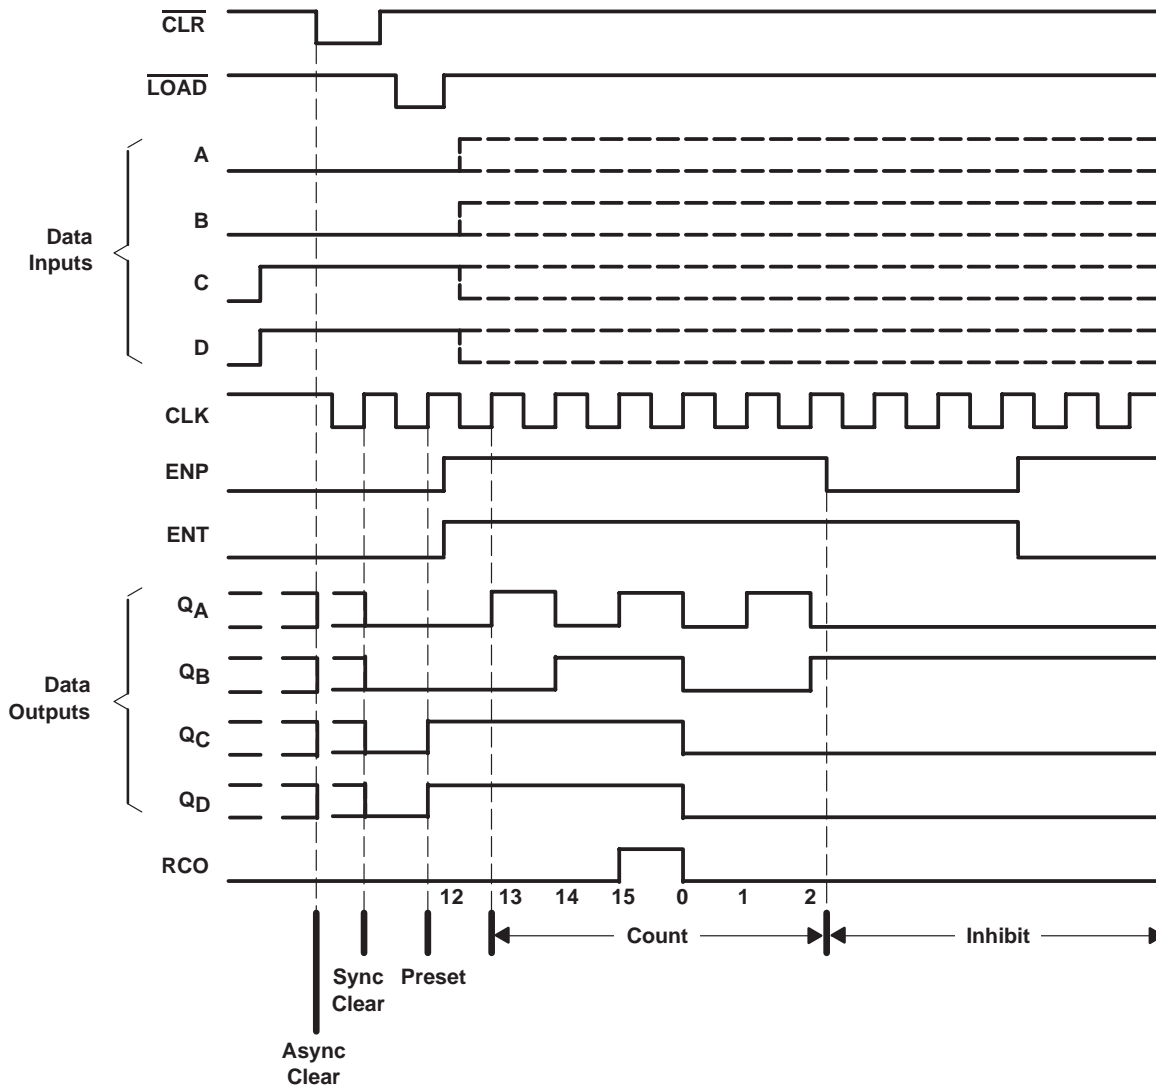 CLR
LOAD
A
B
Data
Inputs
C
D
CLK
ENP
ENT
QA
QB
Data
Outputs
QC
QD
RCO
12 13 14 15 0 1 2
Count Inhibit
Sync
Clear
Preset
Async
Clear